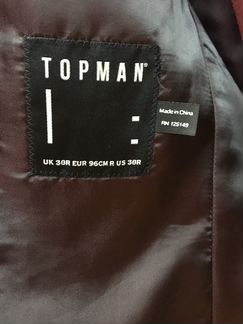 TOPMAN®
UK 38R EUR 96CM R US 38R
Made in China
RN 125149